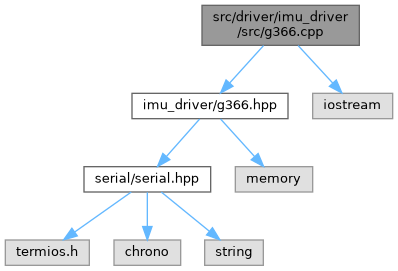 src/driver/imu_driver
/src/g366.cpp
imu_driver/g366.hpp
iostream
serial/serial.hpp
memory
termios.h
chrono
string